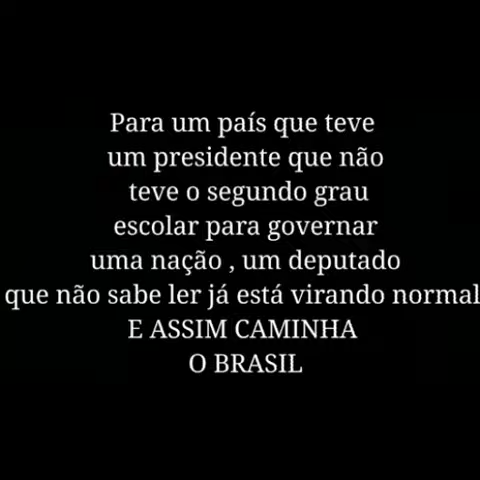 Para um país que teve
um presidente que não
teve o segundo grau
escolar para governar
uma nação , um deputado
que não sabe ler já está virando normal
E ASSIM CAMINHA
O BRASIL